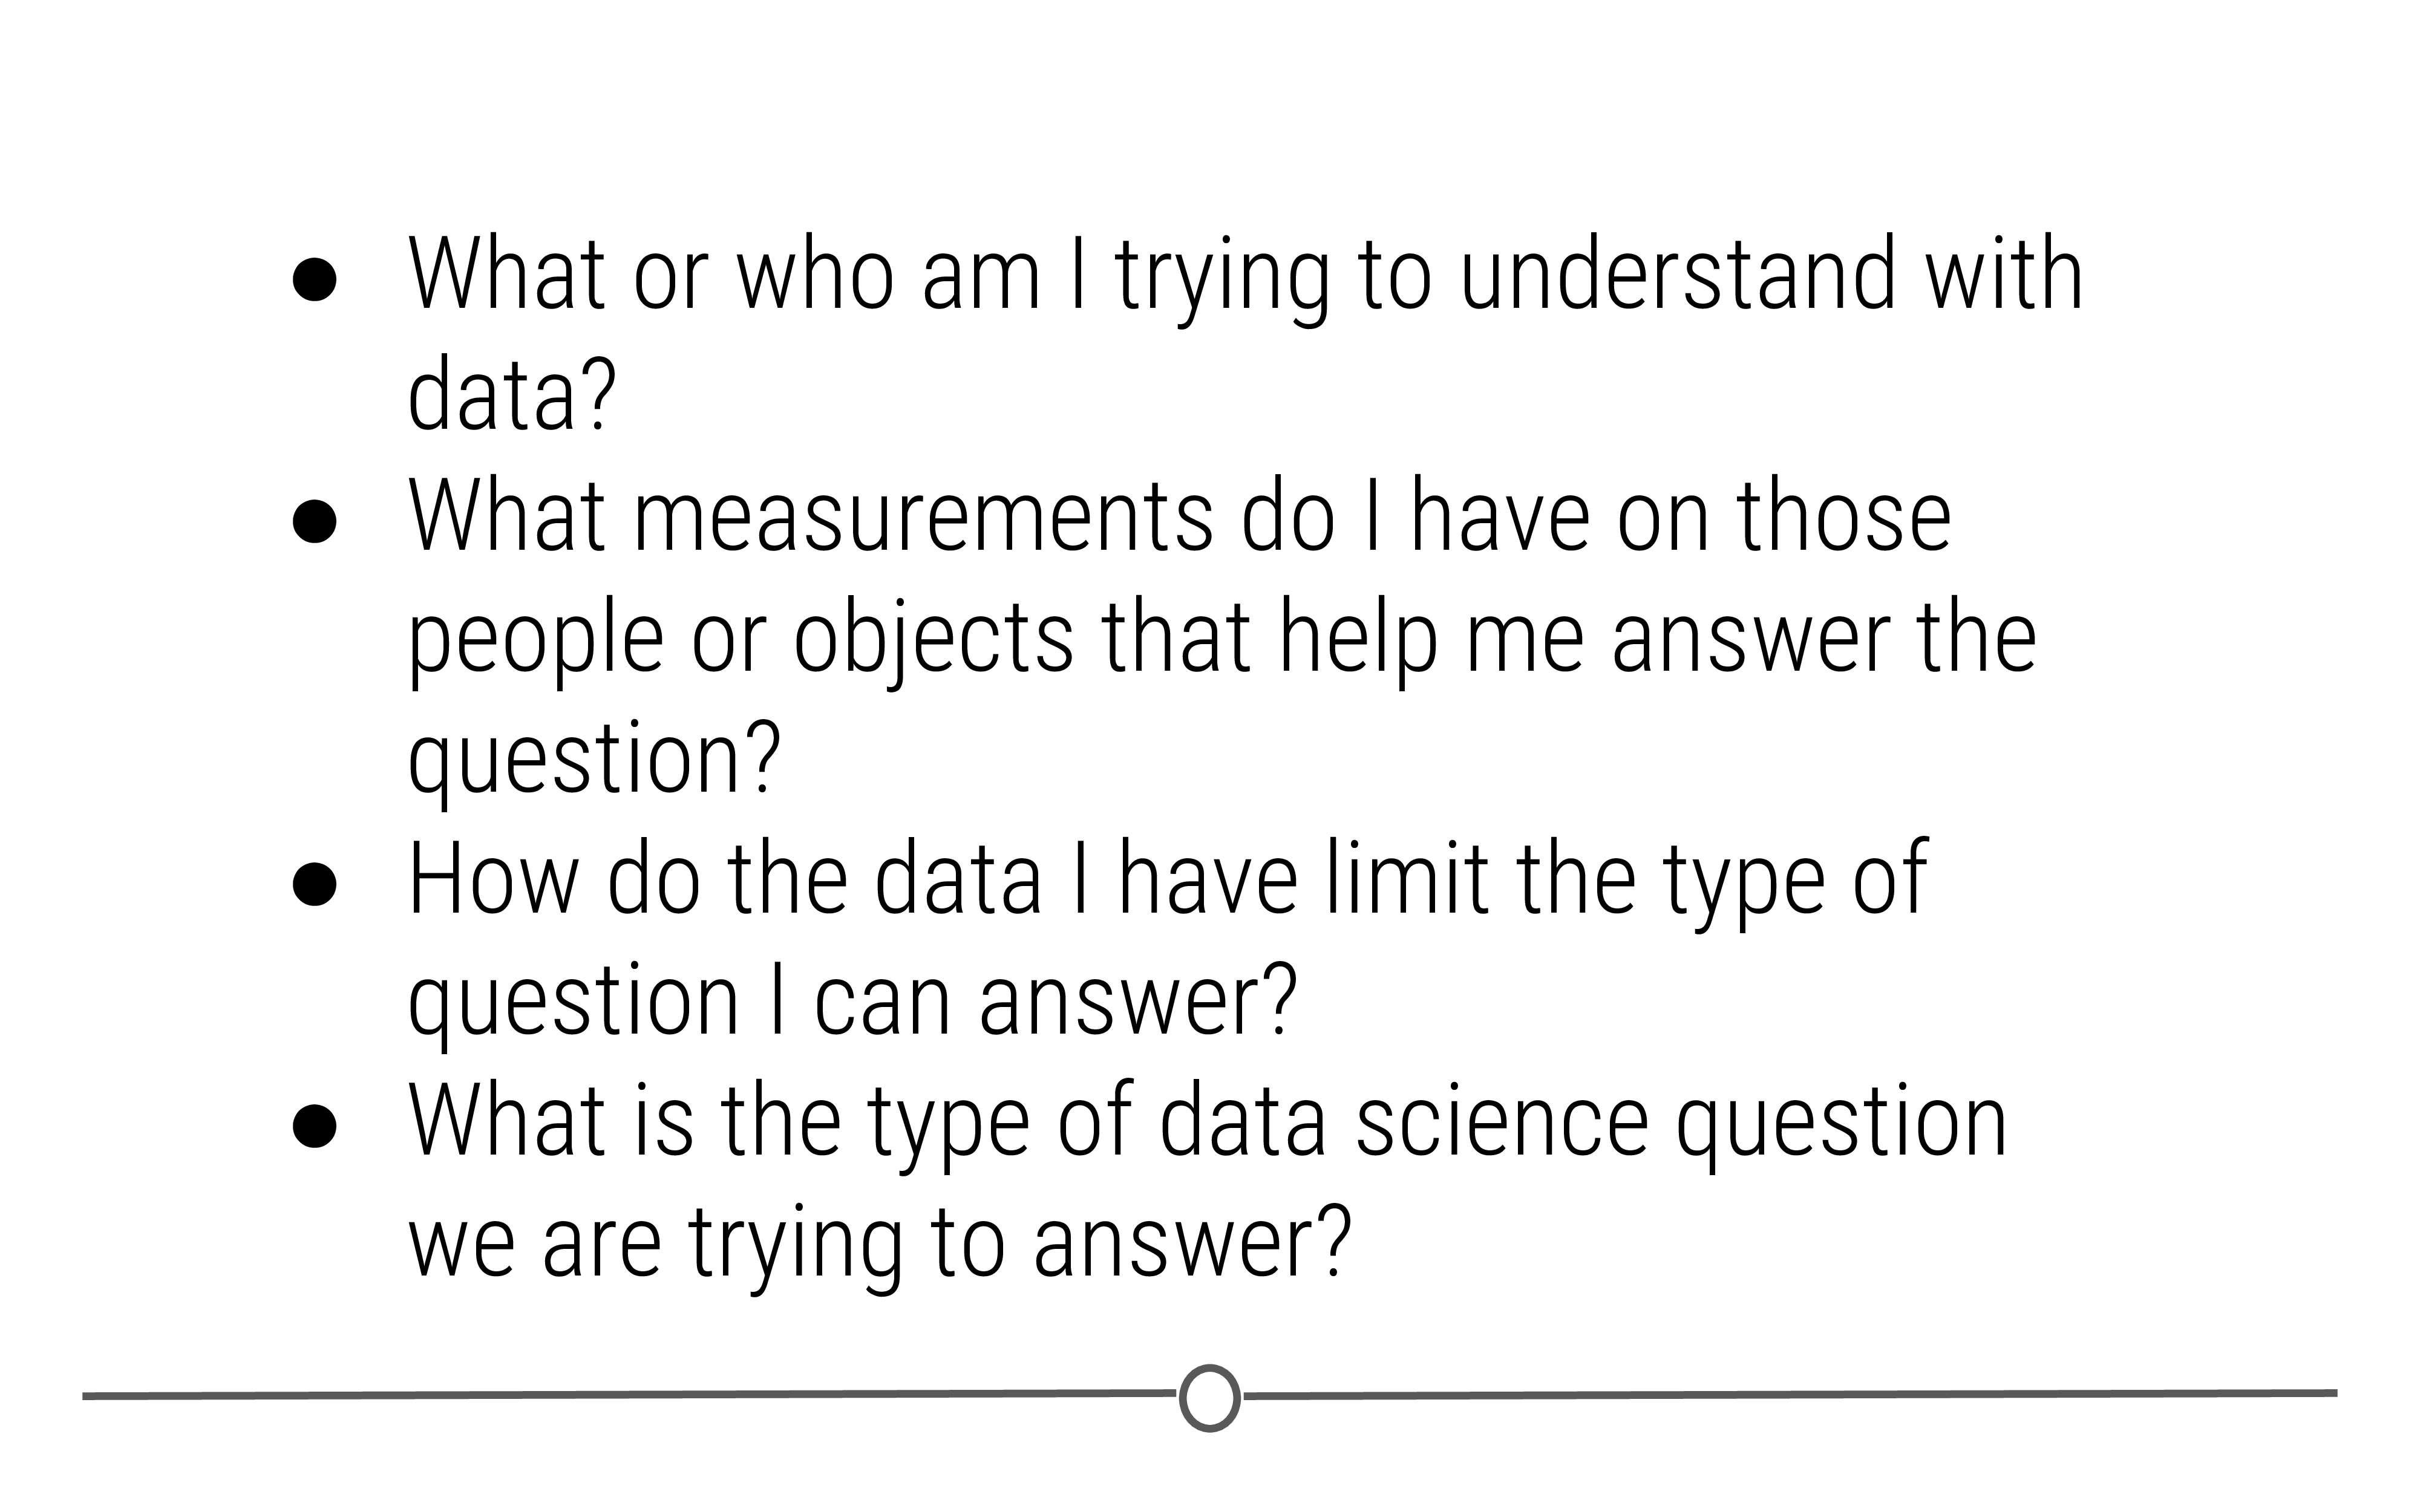 ● What or who am I trying to understand with
data?
● What measurements do I have on those
people or objects that help me answer the
question?
● How do the data I have limit the type of
question I can answer?
● What is the type of data science question
we are trying to answer?